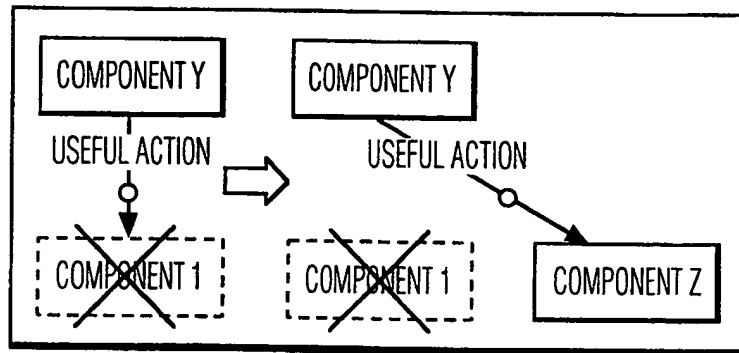 COMPONENT Y
USEFUL ACTION
COMPONENT 1
COMPONENT Y
USEFUL ACTION
COMPONENT 1
COMPONENT Z